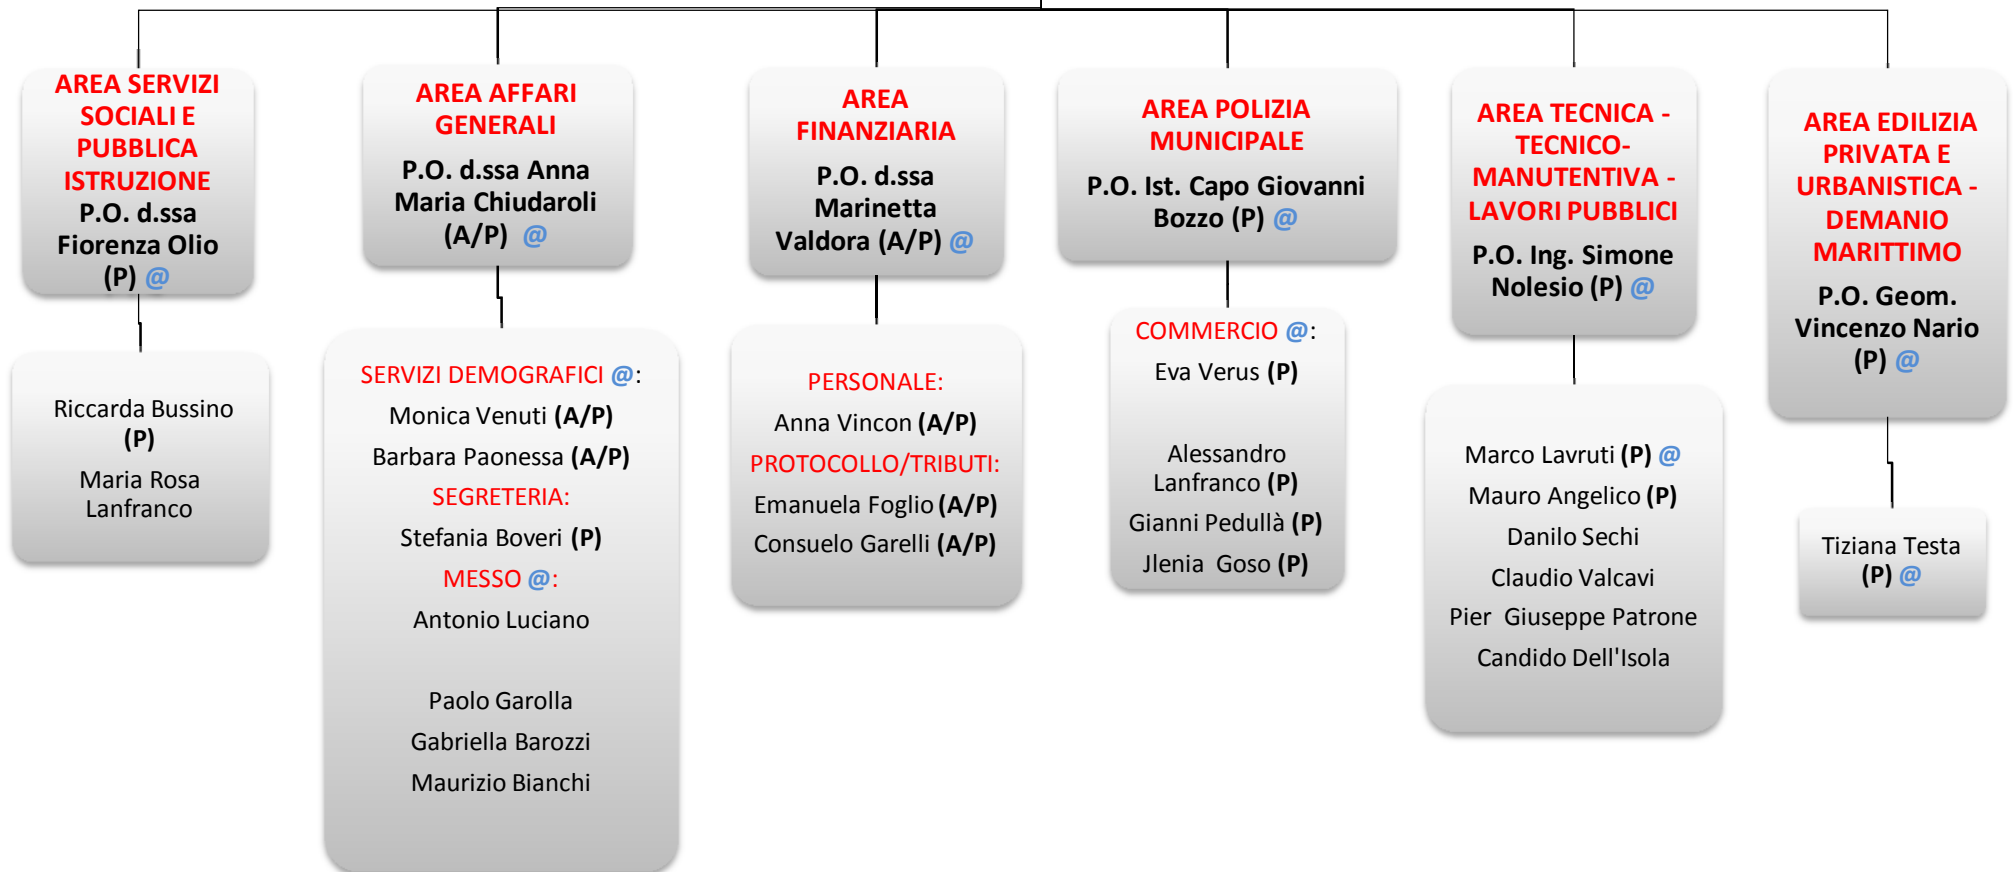 AREA SERVIZI
SOCIALI E
PUBBLICA
ISTRUZIONE
P.O. d.ssa
Fiorenza Olio
(P) @
Riccarda Bussino
(P)
Maria Rosa
Lanfranco
AREA AFFARI
GENERALI
P.O. d.ssa Anna
Maria Chiudaroli
(A/P) @
SERVIZI DEMOGRAFICI @:
Monica Venuti (A/P)
Barbara Paonessa (A/P)
SEGRETERIA:
Stefania Boveri (P)
MESSO @:
Antonio Luciano
Paolo Garolla
Gabriella Barozzi
Maurizio Bianchi
AREA
FINANZIARIA
P.O. d.ssa
Marinetta
Valdora (A/P) @
PERSONALE:
Anna Vincon (A/P)
PROTOCOLLO/TRIBUTI:
Emanuela Foglio (A/P)
Consuelo Garelli (A/P)
AREA POLIZIA
MUNICIPALE
P.O. Ist. Capo Giovanni
Bozzo (P) @
COMMERCIO @:
Eva Verus (P)
Alessandro
Lanfranco (P)
Gianni Pedullà (P)
Jlenia Goso (P)
AREA TECNICA -
TECNICO-
MANUTENTIVA -
LAVORI PUBBLICI
P.O. Ing. Simone
Nolesio (P) @
Marco Lavruti (P) @
Mauro Angelico (P)
Danilo Sechi
Claudio Valcavi
Pier Giuseppe Patrone
Candido Dell'Isola
AREA EDILIZIA
PRIVATA E
URBANISTICA -
DEMANIO
MARITTIMO
P.O. Geom.
Vincenzo Nario
(P) @
Tiziana Testa
(P) @